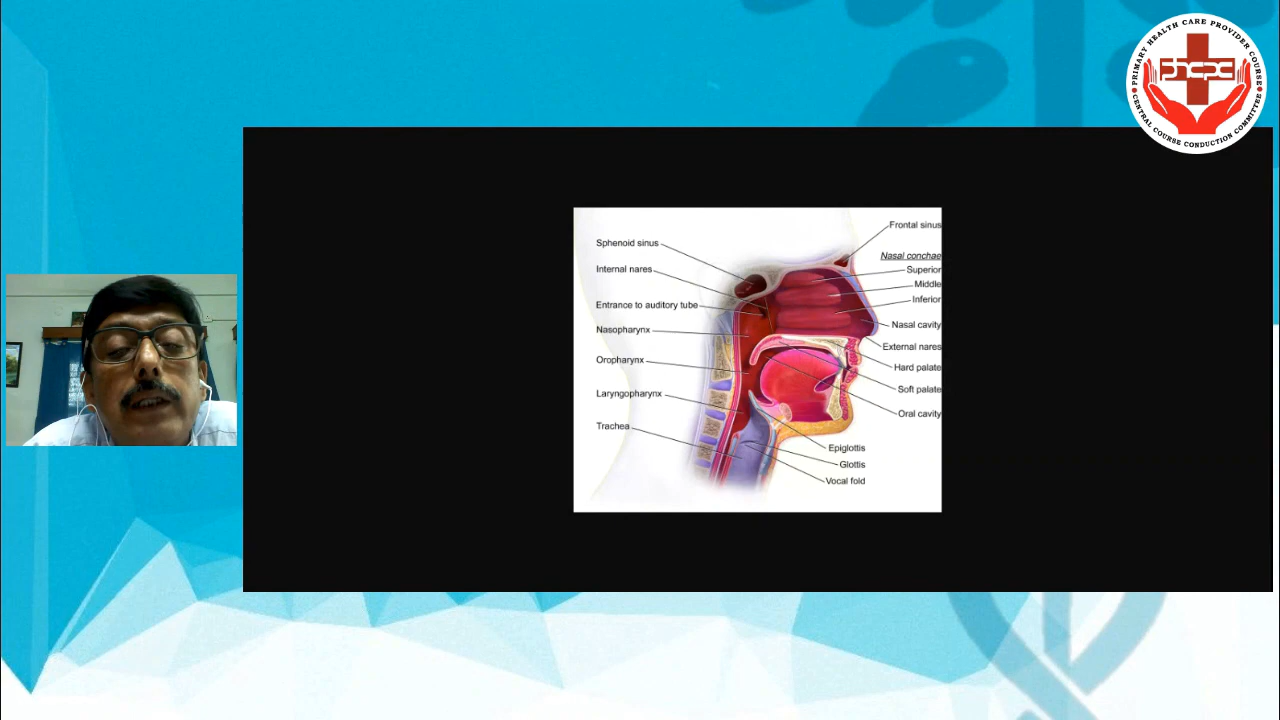 PRIMARY HEALTH CARE PROVIDER COURSE
phcpc
CENTRAL COURSE CONDUCTION COMMITTEE
Frontal sinus
Sphenoid sinus
Nasal conchae
Internal nares
Superior
Middle
Inferior
Entrance to auditory tube
Nasopharynx
Nasal cavity
External nares
Oropharynx
Hard palate
Soft palate
Laryngopharynx
Oral cavity
Trachea
Epiglottis
Glottis
Vocal fold